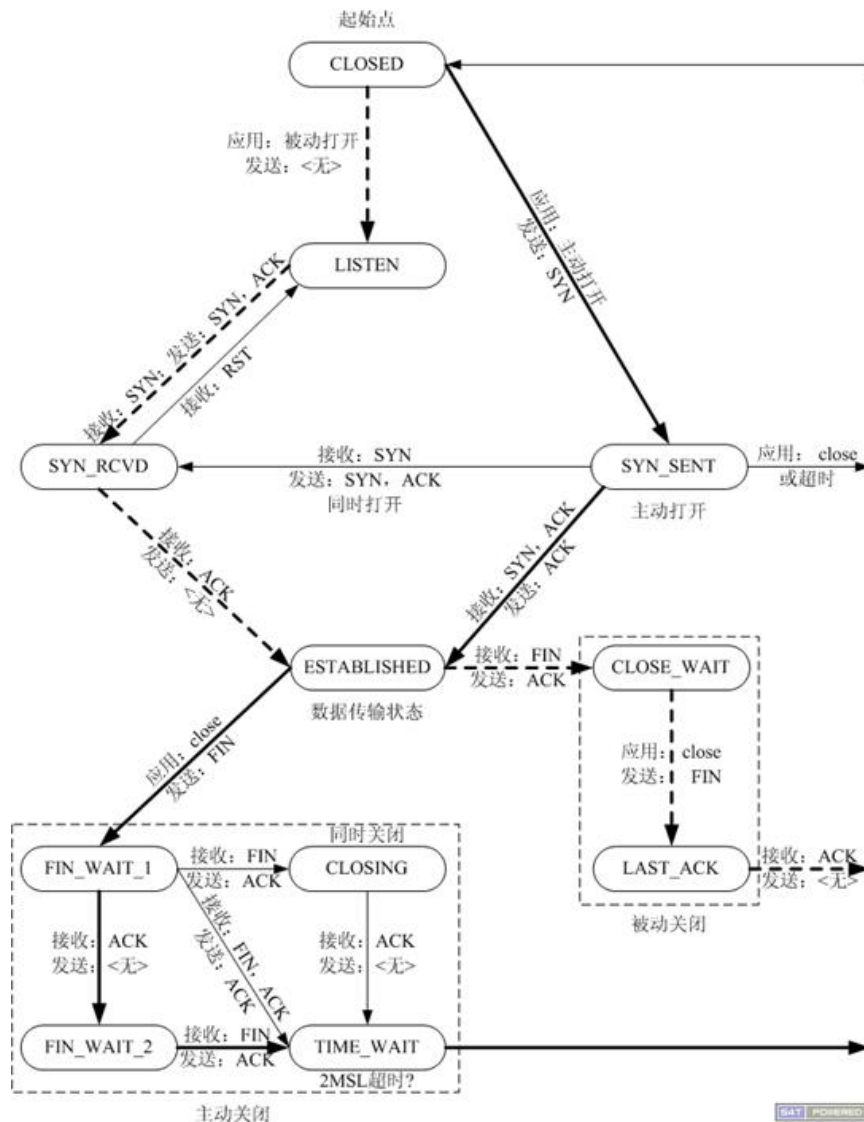 起始点
CLOSED
应用：被动打开
发送：<无>
应用：主动打开
发送：SYN
LISTEN
接收：SYN；发送：SYN，ACK
接收：RST
SYN_RCVD
接收：SYN
发送：SYN，ACK
同时打开
SYN_SENT
主动打开
应用： close
或超时
接收：ACK
发送：<无>
接收：SYN，ACK
发送：ACK
ESTABLISHED
数据传输状态
接收：FIN
发送：ACK
CLOSE_WAIT
应用：close
发送：FIN
应用： close
发送： FIN
同时关闭
FIN_WAIT_1
接收：FIN
发送：ACK
CLOSING
LAST_ACK
接收：ACK
发送：<无>
被动关闭
接收：ACK
发送：<无>
接收：FIN，ACK
发送：ACK
接收：ACK
发送：<无>
FIN_WAIT_2
接收：FIN
发送：ACK
TIME_WAIT
2MSL超时?
主动关闭
S4T POWERED